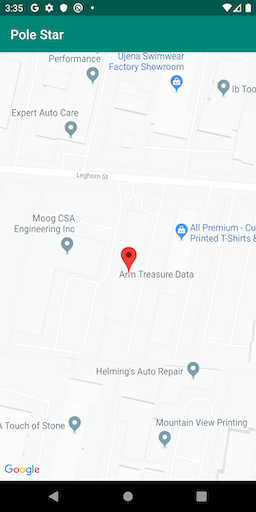 3:35
Pole Star
Performance
Ujena Swimwear
Factory Showroom
Ib Too
Expert Auto Care
Leghorn St
Moog CSA
Engineering Inc
All Premium - Cu
Printed T-Shirts &
Arm Treasure Data
Helming's Auto Repair
A Touch of Stone
Mountain View Printing
Google